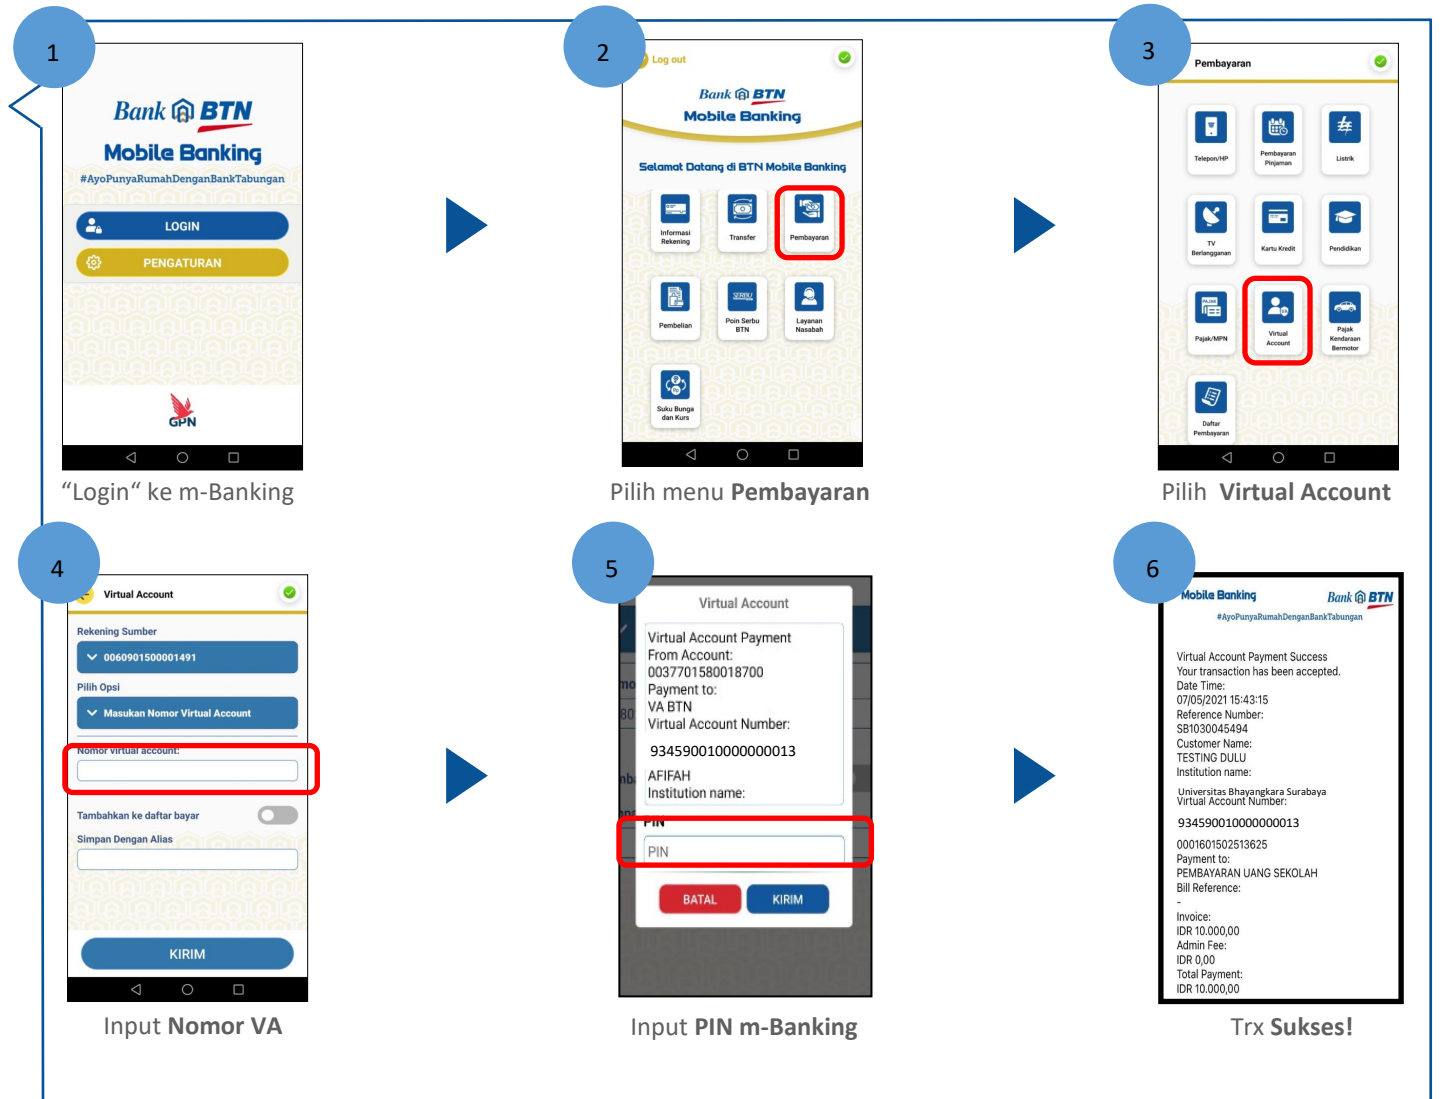 1
Bank BTN
Mobile Banking
#AyoPunyaRumahDenganBankTabungan
LOGIN
PENGATURAN
GPN
“Login“ ke m-Banking
2
Log out
Bank BTN
Mobile Banking
Selamat Datang di BTN Mobile Banking
Informasi
Rekening
Transfer
Pembayaran
Pembelian
SERBU
Poin Serbu
BTN
Layanan
Nasabah
Suku Bunga
dan Kurs
Pilih menu Pembayaran
3
Pembayaran
Telepon/HP
Pembayaran
Pinjaman
Listrik
TV
Berlangganan
Kartu Kredit
Pendidikan
PAJAK
Pajak/MPN
VA
Virtual
Account
Pajak
Kendaraan
Bermotor
Daftar
Pembayaran
Pilih Virtual Account
4
Virtual Account
Rekening Sumber
0060901500001491
Pilih Opsi
Masukan Nomor Virtual Account
Nomor virtual account:
Tambahkan ke daftar bayar
Simpan Dengan Alias
KIRIM
Input Nomor VA
5
Virtual Account
Virtual Account Payment
From Account:
0037701580018700
Payment to:
VA BTN
Virtual Account Number:
934590010000000013
AFIFAH
Institution name:
PIN
PIN
BATAL
KIRIM
Input PIN m-Banking
6
Mobile Banking
Bank BTN
#AyoPunyaRumahDenganBankTabungan
Virtual Account Payment Success
Your transaction has been accepted.
Date Time:
07/05/2021 15:43:15
Reference Number:
SB1030045494
Customer Name:
TESTING DULU
Institution name:
Universitas Bhayangkara Surabaya
Virtual Account Number:
934590010000000013
0001601502513625
Payment to:
PEMBAYARAN UANG SEKOLAH
Bill Reference:
-
Invoice:
IDR 10.000,00
Admin Fee:
IDR 0,00
Total Payment:
IDR 10.000,00
Trx Sukses!